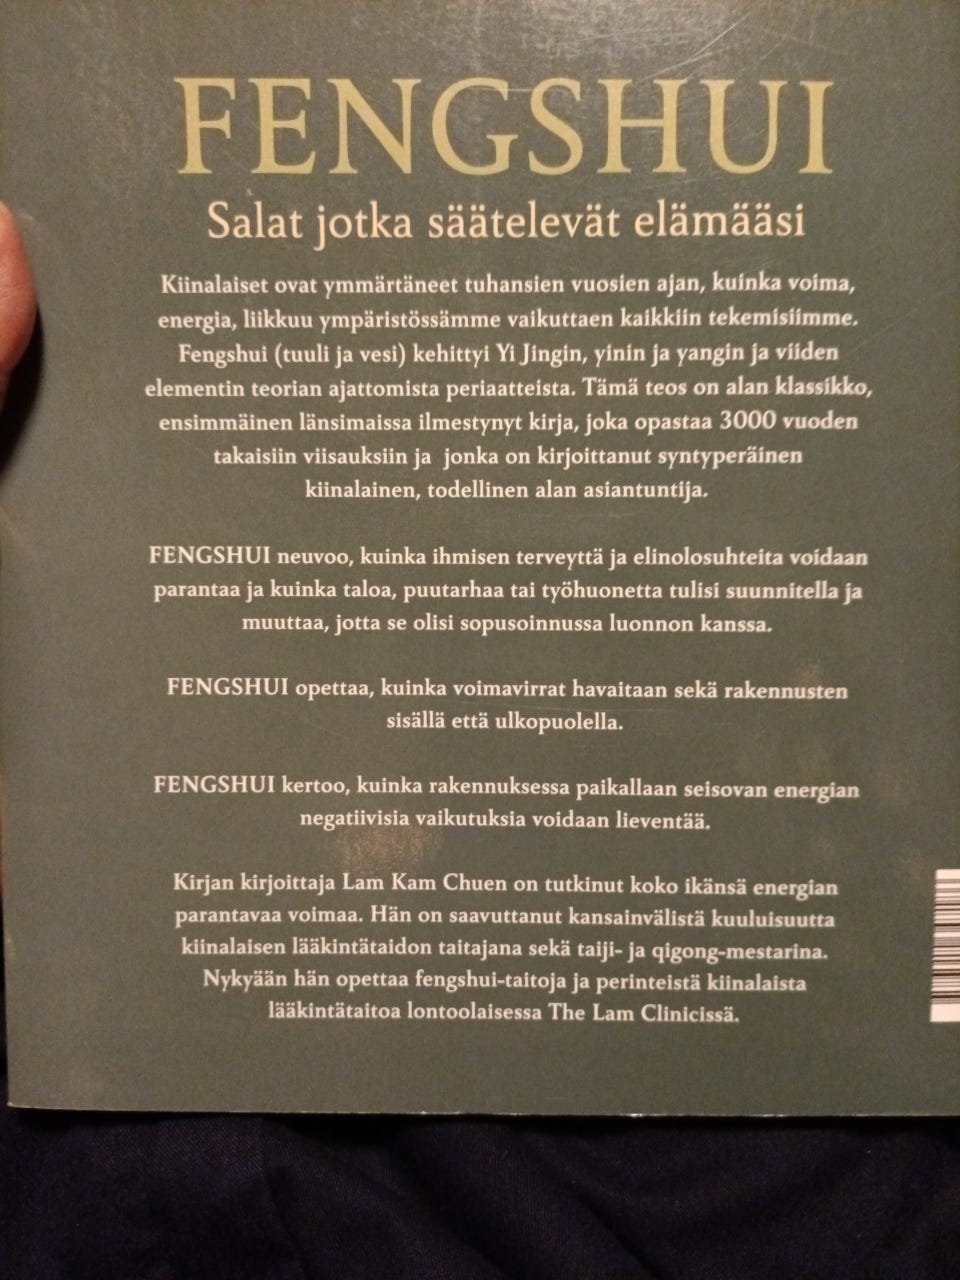 FENGSHUI
Salat jotka säätelevät elämääsi
Kiinalaiset ovat ymmärtäneet tuhansien vuosien ajan, kuinka voima,
energia, liikkuu ympäristössämme vaikuttaen kaikkiin tekemisiimme.
Fengshui (tuuli ja vesi) kehittyi Yi Jingin, yinin ja yangin ja viiden
elementin teorian ajattomista periaatteista. Tämä teos on alan klassikko,
ensimmäinen länsimaissa ilmestynyt kirja, joka opastaa 3000 vuoden
takaisiin viisauksiin ja jonka on kirjoittanut syntyperäinen
kiinalainen, todellinen alan asiantuntija.
FENGSHUI neuvoo, kuinka ihmisen terveyttä ja elinolosuhteita voidaan
parantaa ja kuinka taloa, puutarhaa tai työhuonetta tulisi suunnitella ja
muuttaa, jotta se olisi sopusoinnussa luonnon kanssa.
FENGSHUI opettaa, kuinka voimavirrat havaitaan sekä rakennusten
sisällä että ulkopuolella.
FENGSHUI kertoo, kuinka rakennuksessa paikallaan seisovan energian
negatiivisia vaikutuksia voidaan lieventää.
Kirjan kirjoittaja Lam Kam Chuen on tutkinut koko ikänsä energian
parantavaa voimaa. Hän on saavuttanut kansainvälistä kuuluisuutta
kiinalaisen lääkintätaidon taitajana sekä taiji- ja qigong-mestarina.
Nykyään hän opettaa fengshui-taitoja ja perinteistä kiinalaista
lääkintätaitoa lontoolaisessa The Lam Clinicissä.